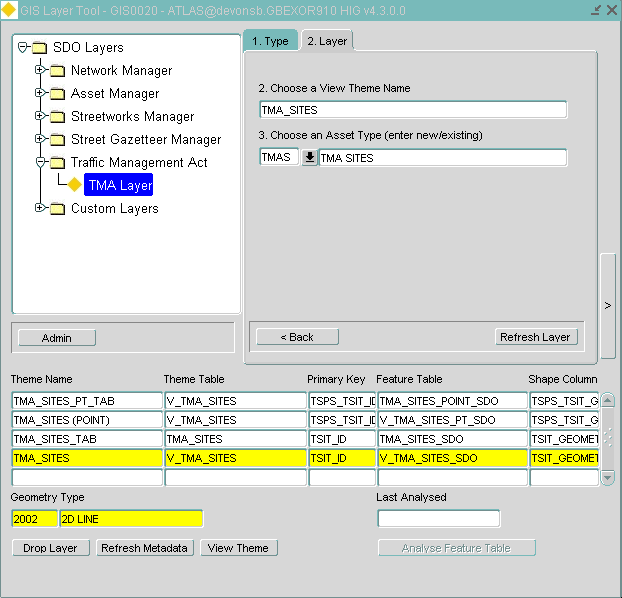 GIS Layer Tool - GIS0020 - ATLAS@devonsb.GBEXOR910 HIG v4.3.0.0
SDO Layers
Network Manager
Asset Manager
Streetworks Manager
Street Gazetteer Manager
Traffic Management Act
TMA Layer
Custom Layers
Admin
1. Type 2. Layer
2. Choose a View Theme Name
TMA_SITES
3. Choose an Asset Type (enter new/existing)
TMAS TMA SITES
< Back Refresh Layer
>
Theme Name Theme Table Primary Key Feature Table Shape Column
TMA_SITES_PT_TAB V_TMA_SITES TSPS_TSIT_ID TMA_SITES_POINT_SDO TSPS_TSIT_G
TMA_SITES (POINT) V_TMA_SITES TSPS_TSIT_ID V_TMA_SITES_PT_SDO TSPS_TSIT_G
TMA_SITES_TAB TMA_SITES TSIT_ID TMA_SITES_SDO TSIT_GEOMET
TMA_SITES V_TMA_SITES TSIT_ID V_TMA_SITES_SDO TSIT_GEOMET
Geometry Type Last Analysed
2002 2D LINE
Drop Layer Refresh Metadata View Theme Analyse Feature Table